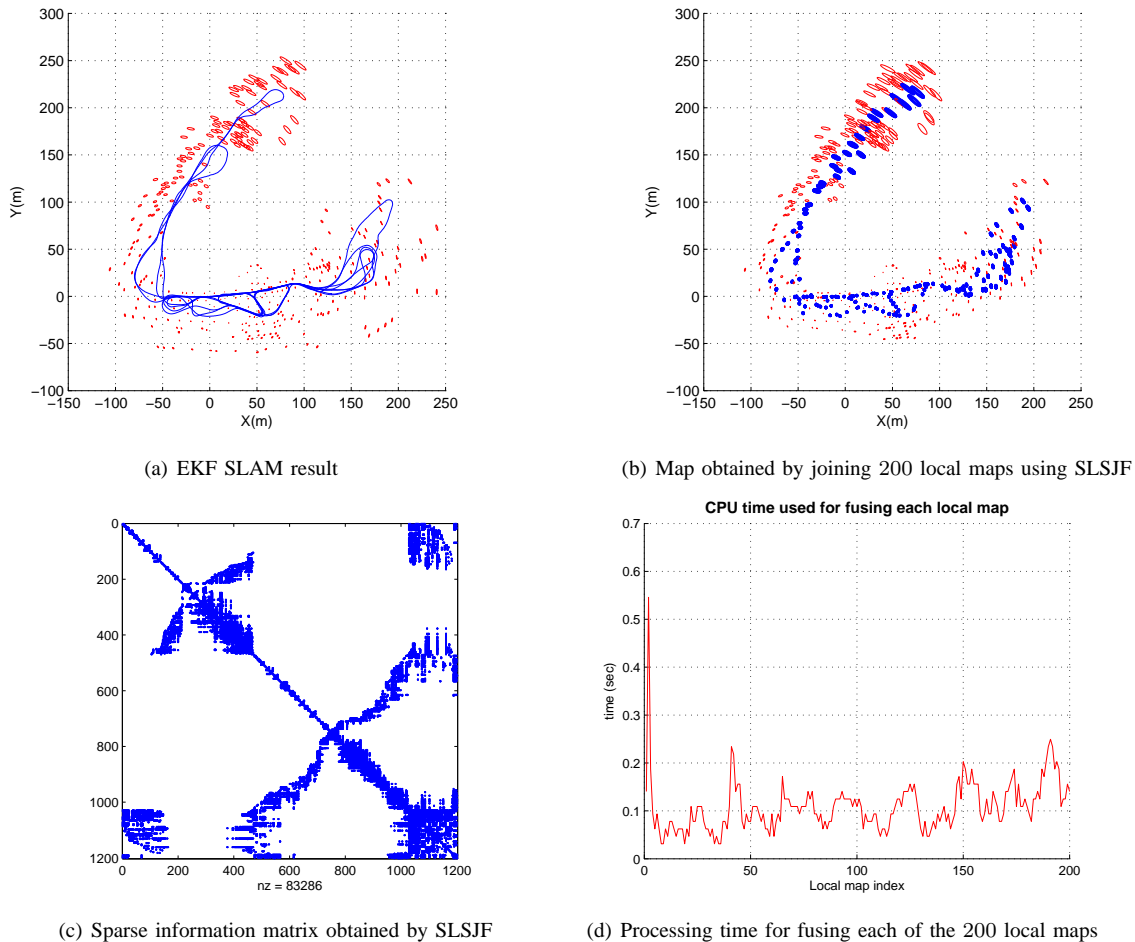 300
250
200
150
100
50
0
−50
−100
Y(m)
−150 −100 −50 0 50 100 150 200 250
X(m)
(a) EKF SLAM result
300
250
200
150
100
50
0
−50
−100
Y(m)
−150 −100 −50 0 50 100 150 200 250
X(m)
(b) Map obtained by joining 200 local maps using SLSJF
0
200
400
600
800
1000
1200
0 200 400 600 800 1000 1200
nz = 83286
(c) Sparse information matrix obtained by SLSJF
CPU time used for fusing each local map
0.7
0.6
0.5
0.4
0.3
0.2
0.1
0
time (sec)
0 50 100 150 200
Local map index
(d) Processing time for fusing each of the 200 local maps